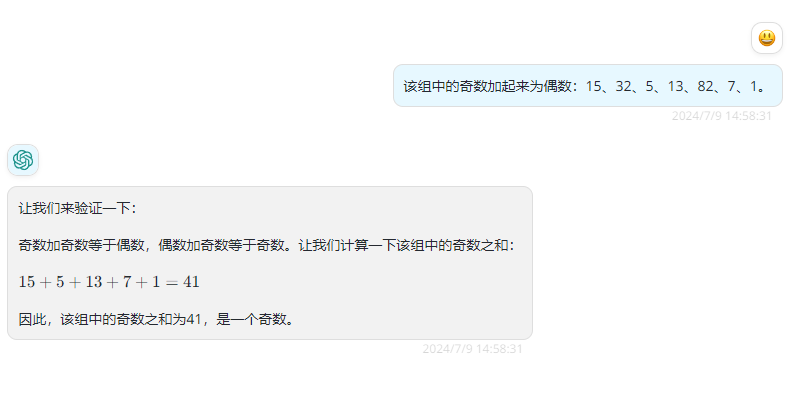 该组中的奇数加起来为偶数：15、32、5、13、82、7、1。
2024/7/9 14:58:31
让我们来验证一下：
奇数加奇数等于偶数，偶数加奇数等于奇数。让我们计算一下该组中的奇数之和：
15 + 5 + 13 + 7 + 1 = 41
因此，该组中的奇数之和为41，是一个奇数。
2024/7/9 14:58:31